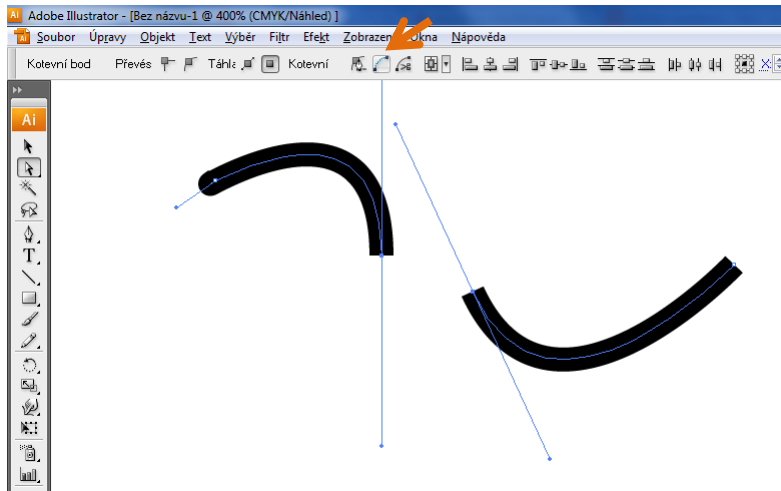 Ai Adobe Illustrator - [Bez názvu-1 @ 400% (CMYK/Náhled) ]
Soubor Úpravy Objekt Text Výběr Filtr Efekt Zobrazení Okna Nápověda
Kotevní bod Převés Táhla Kotevní X:
Ai
T